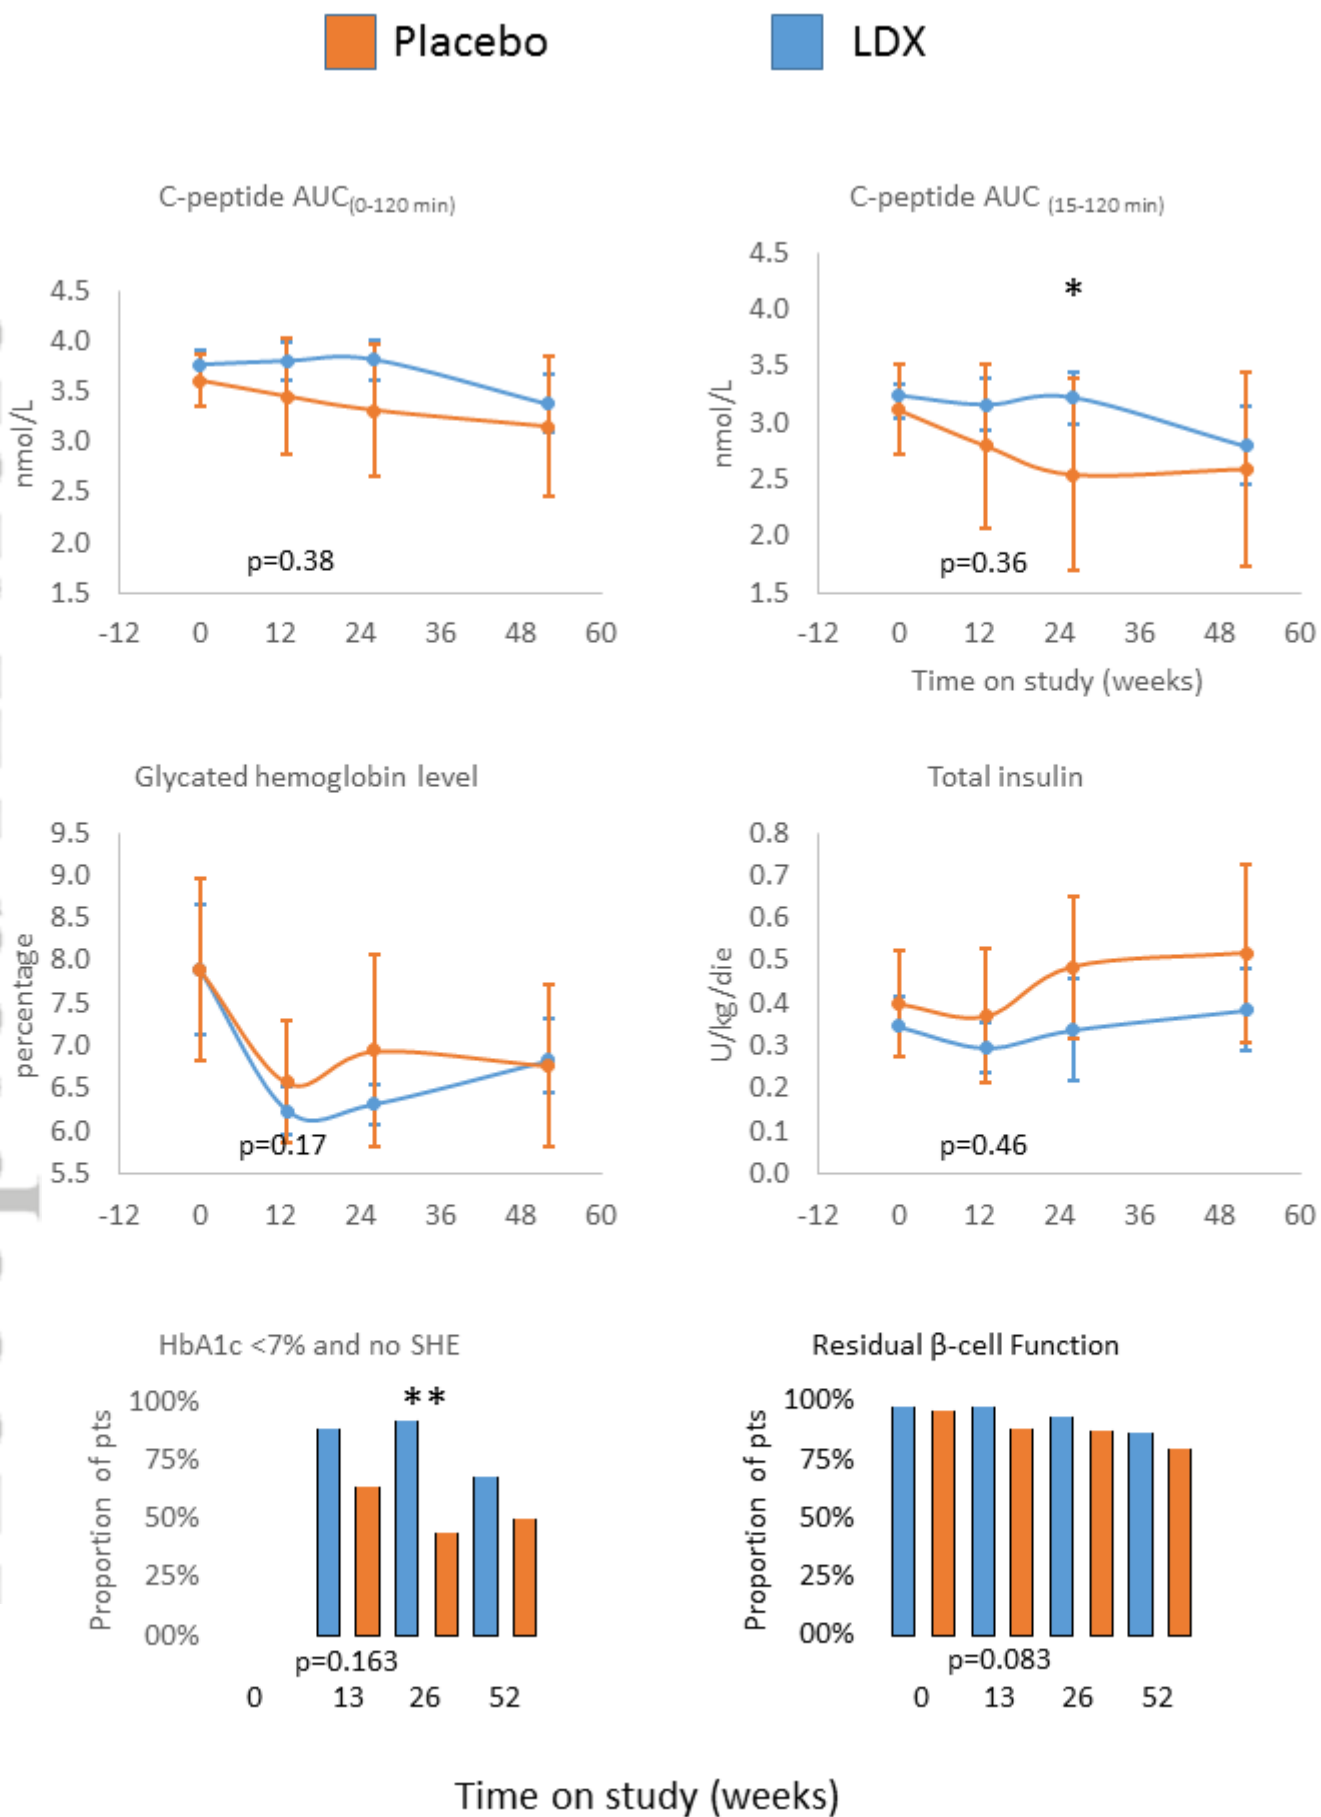 Placebo LDX
C-peptide AUC(0-120 min)
4.5
4.0
3.5
3.0
2.5
2.0
1.5
nmol/L
p=0.38
-12 0 12 24 36 48 60
C-peptide AUC (15-120 min)
4.5
4.0
3.5
3.0
2.5
2.0
1.5
nmol/L
*
p=0.36
-12 0 12 24 36 48 60
Time on study (weeks)
Glycated hemoglobin level
9.5
9.0
8.5
8.0
7.5
7.0
6.5
6.0
5.5
percentage
p=0.17
-12 0 12 24 36 48 60
Total insulin
0.8
0.7
0.6
0.5
0.4
0.3
0.2
0.1
0.0
U/kg/die
p=0.46
-12 0 12 24 36 48 60
HbA1c <7% and no SHE
100%
75%
50%
25%
00%
Proportion of pts
**
p=0.163
0 13 26 52
Residual β-cell Function
100%
75%
50%
25%
00%
Proportion of pts
p=0.083
0 13 26 52
Time on study (weeks)